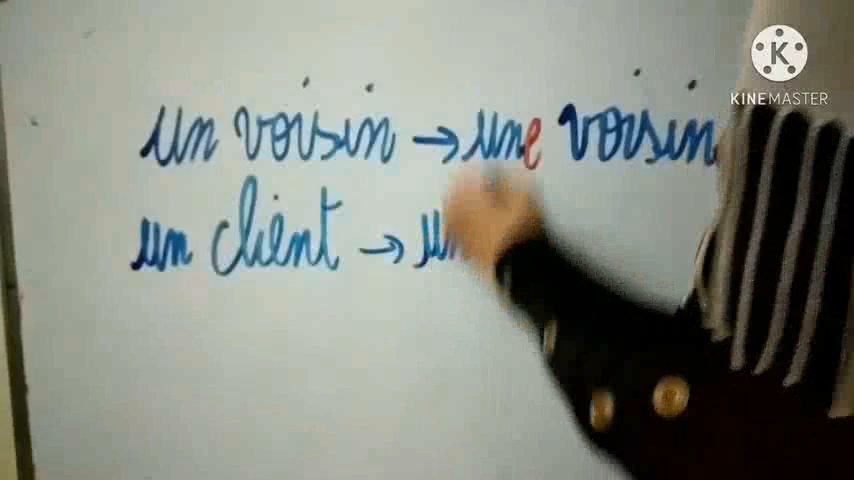 un voisin → une voisin
un client → un
K
KINEMASTER